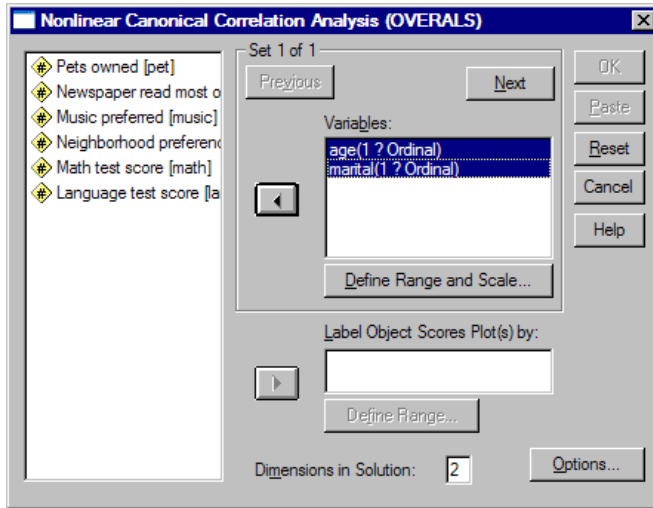 Nonlinear Canonical Correlation Analysis (OVERALS)
Pets owned [pet]
Newspaper read most o
Music preferred [music]
Neighborhood preferenc
Math test score [math]
Language test score [la
Set 1 of 1
Previous
Next
Variables:
age(1 ? Ordinal)
marital(1 ? Ordinal)
Define Range and Scale...
Label Object Scores Plot(s) by:
Define Range...
Dimensions in Solution:
2
Options...
OK
Paste
Reset
Cancel
Help